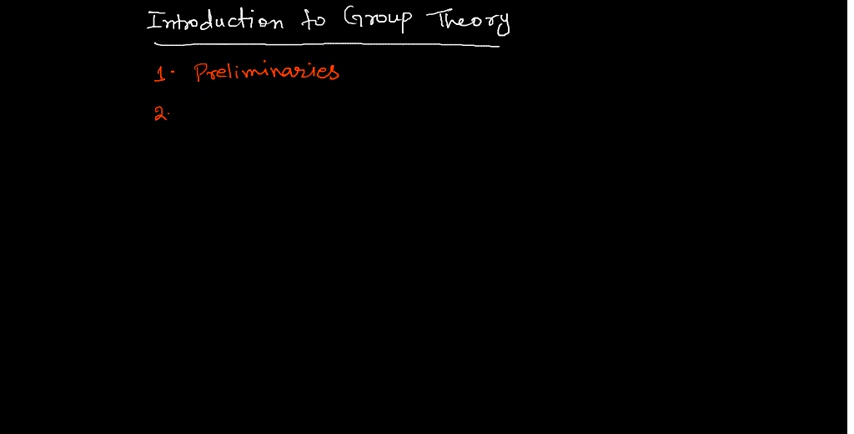 Introduction to Group Theory
1. Preliminaries
2.